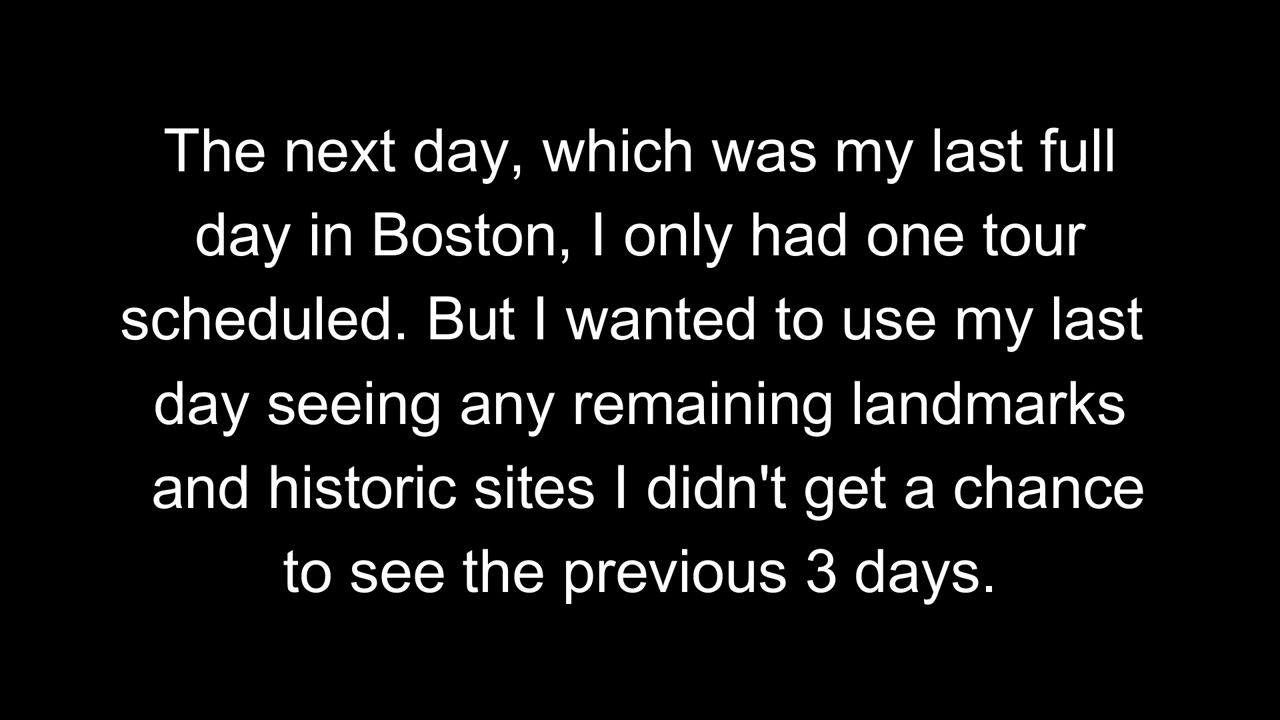 The next day, which was my last full
day in Boston, I only had one tour
scheduled. But I wanted to use my last
day seeing any remaining landmarks
and historic sites I didn't get a chance
to see the previous 3 days.